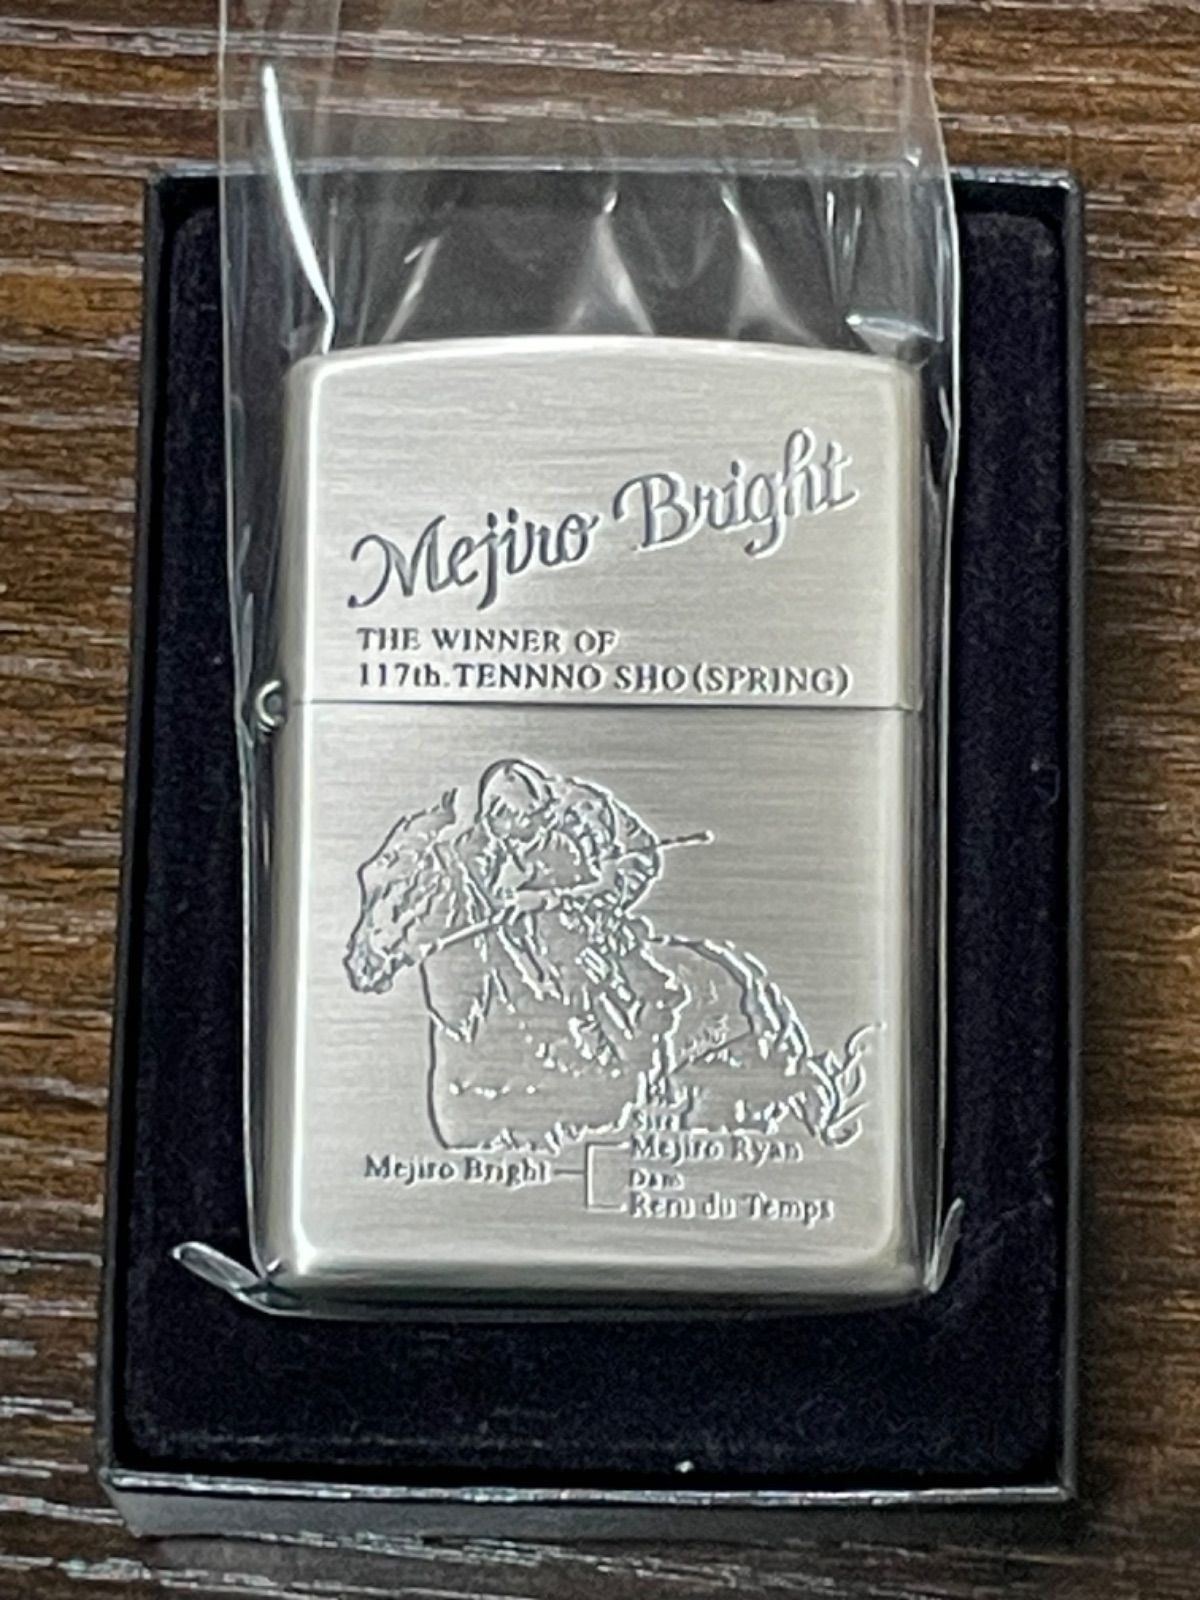 Mejiro Bright
THE WINNER OF
117th.TENNNO SHO(SPRING)
Sire
Mejiro Ryan
Mejiro Bright
Dam
Reru du Temps